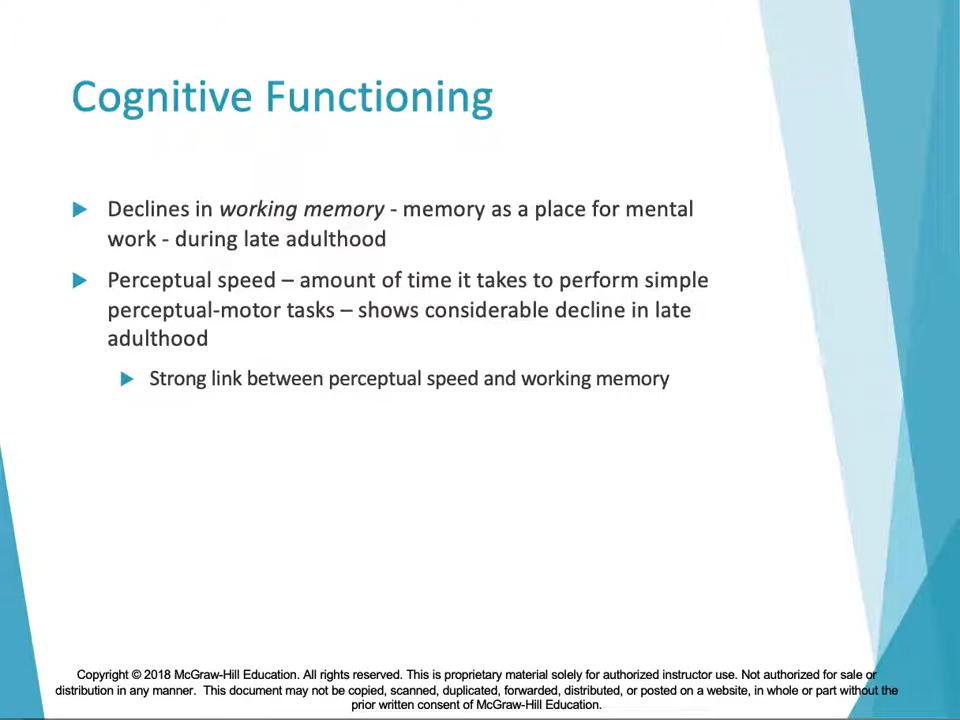 Cognitive Functioning
Declines in working memory - memory as a place for mental
work - during late adulthood
Perceptual speed – amount of time it takes to perform simple
perceptual-motor tasks – shows considerable decline in late
adulthood
Strong link between perceptual speed and working memory
Copyright © 2018 McGraw-Hill Education. All rights reserved. This is proprietary material solely for authorized instructor use. Not authorized for sale or
distribution in any manner.  This document may not be copied, scanned, duplicated, forwarded, distributed, or posted on a website, in whole or part without the
prior written consent of McGraw-Hill Education.